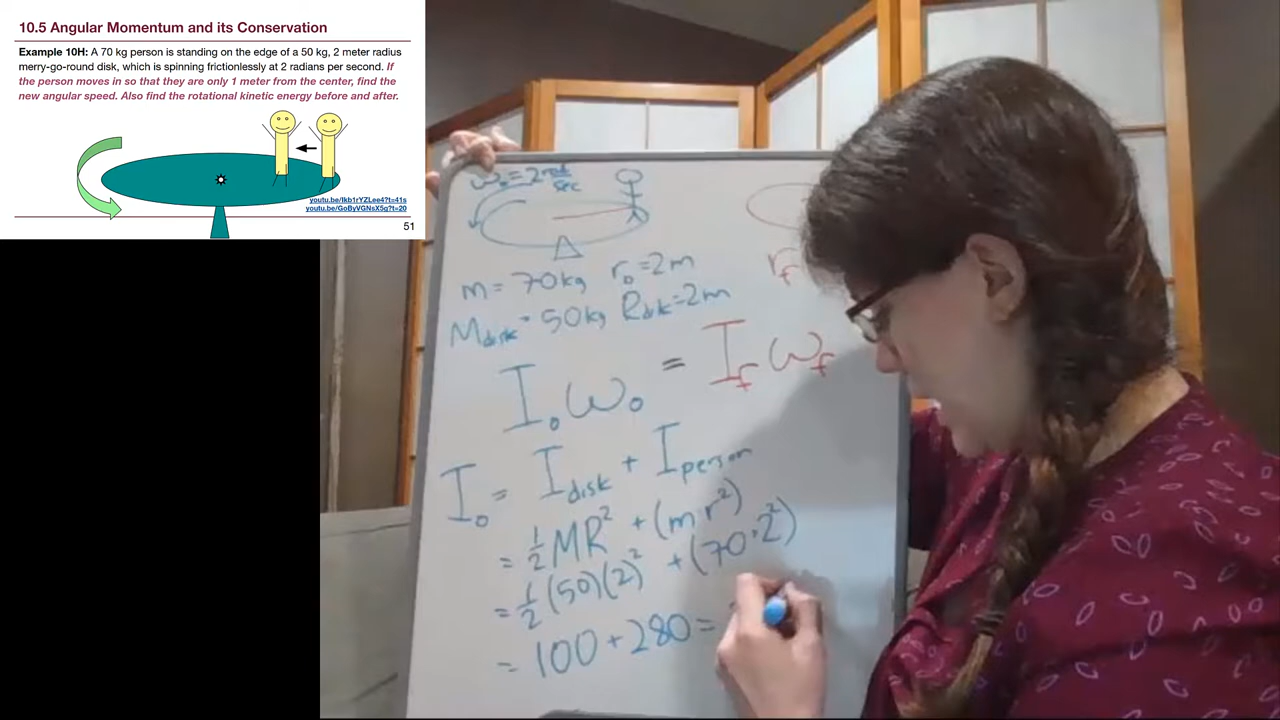 10.5 Angular Momentum and its Conservation
Example 10H: A 70 kg person is standing on the edge of a 50 kg, 2 meter radius
merry-go-round disk, which is spinning frictionlessly at 2 radians per second. If
the person moves in so that they are only 1 meter from the center, find the
new angular speed. Also find the rotational kinetic energy before and after.
youtu.be/Ikb1rYZLee4?t=41s
youtu.be/GoByVGNsX5g?t=20
51
ω₀ = 2 rad/sec
m = 70kg r₀ = 2m
M_disk = 50kg R_disk = 2m
r_f
I₀ω₀ = I_f ω_f
I₀ = I_disk + I_person
= ½MR² + (mr²)
= ½(50)(2)² + (70·2²)
= 100 + 280 =